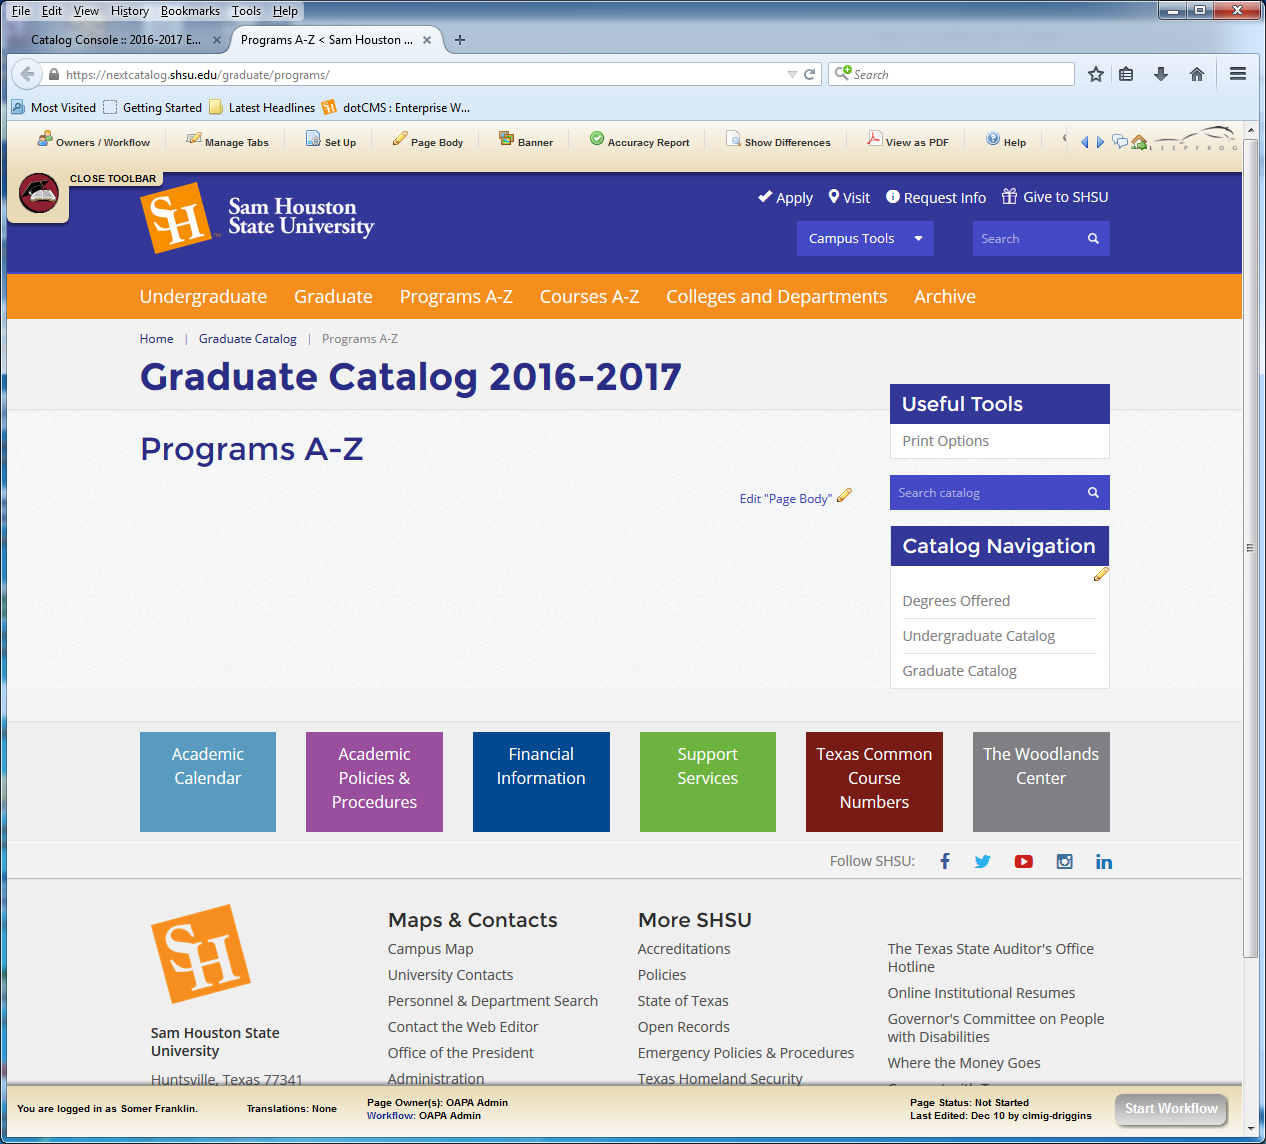 File Edit View History Bookmarks Tools Help
Catalog Console :: 2016-2017 E...
Programs A-Z < Sam Houston ...
https://nextcatalog.shsu.edu/graduate/programs/
Search
Most Visited Getting Started Latest Headlines dotCMS : Enterprise W...
Owners / Workflow Manage Tabs Set Up Page Body Banner Accuracy Report Show Differences View as PDF Help
LEEPFROG
CLOSE TOOLBAR
SH
TM
Sam Houston
State University
Apply Visit Request Info Give to SHSU
Campus Tools
Search
Undergraduate Graduate Programs A-Z Courses A-Z Colleges and Departments Archive
Home | Graduate Catalog | Programs A-Z
Graduate Catalog 2016-2017
Programs A-Z
Edit "Page Body"
Useful Tools
Print Options
Search catalog
Catalog Navigation
Degrees Offered
Undergraduate Catalog
Graduate Catalog
Academic
Calendar
Academic
Policies &
Procedures
Financial
Information
Support
Services
Texas Common
Course
Numbers
The Woodlands
Center
Follow SHSU:
SH
Sam Houston State
University
Huntsville, Texas 77341
Maps & Contacts
Campus Map
University Contacts
Personnel & Department Search
Contact the Web Editor
Office of the President
Administration
More SHSU
Accreditations
Policies
State of Texas
Open Records
Emergency Policies & Procedures
Texas Homeland Security
The Texas State Auditor's Office
Hotline
Online Institutional Resumes
Governor's Committee on People
with Disabilities
Where the Money Goes
You are logged in as Somer Franklin.
Translations: None
Page Owner(s): OAPA Admin
Workflow: OAPA Admin
Page Status: Not Started
Last Edited: Dec 10 by clmig-driggins
Start Workflow